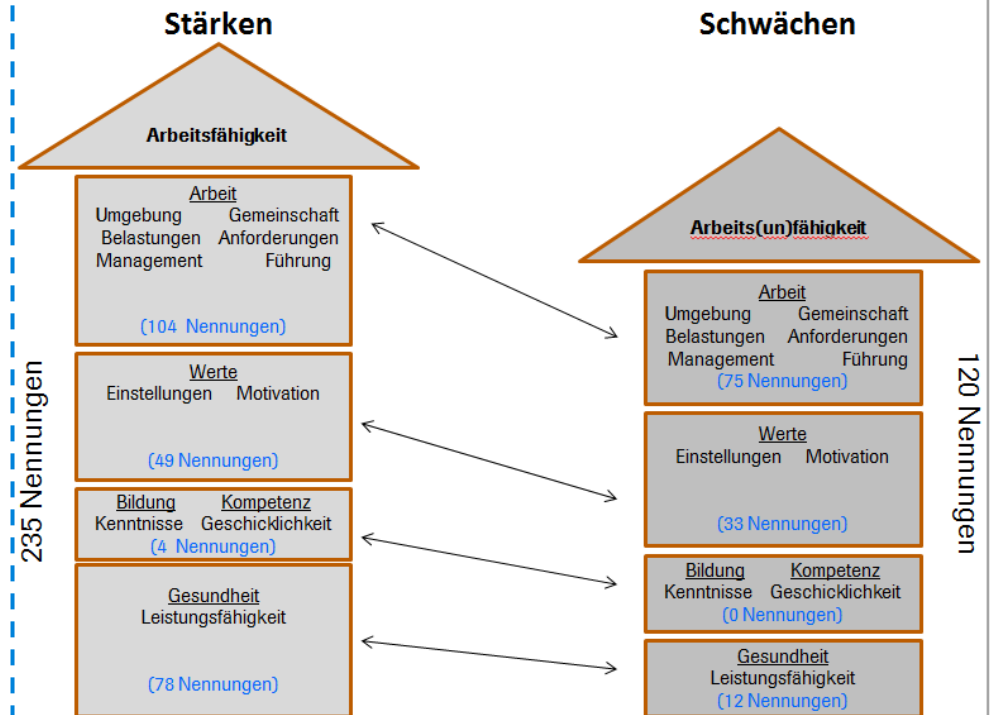 Stärken
Arbeitsfähigkeit
Arbeit
Umgebung Gemeinschaft
Belastungen Anforderungen
Management Führung
(104 Nennungen)
Werte
Einstellungen Motivation
(49 Nennungen)
Bildung Kompetenz
Kenntnisse Geschicklichkeit
(4 Nennungen)
Gesundheit
Leistungsfähigkeit
(78 Nennungen)
235 Nennungen
Schwächen
Arbeits(un)fähigkeit
Arbeit
Umgebung Gemeinschaft
Belastungen Anforderungen
Management Führung
(75 Nennungen)
Werte
Einstellungen Motivation
(33 Nennungen)
Bildung Kompetenz
Kenntnisse Geschicklichkeit
(0 Nennungen)
Gesundheit
Leistungsfähigkeit
(12 Nennungen)
120 Nennungen